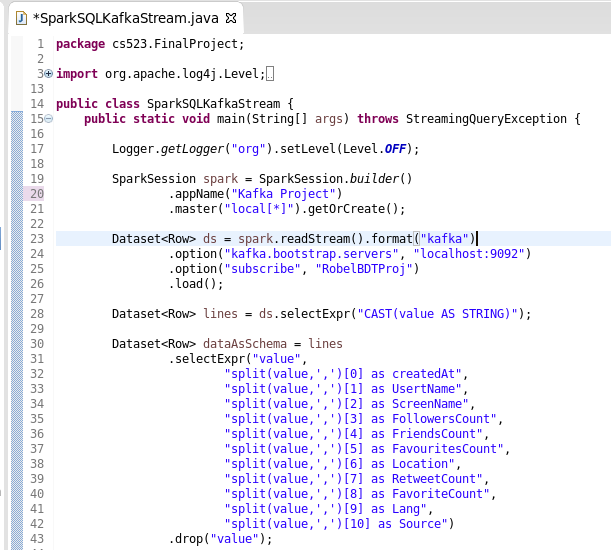 *SparkSQLKafkaStream.java
1 package cs523.FinalProject;
2
3 import org.apache.log4j.Level;
13
14 public class SparkSQLKafkaStream {
15 public static void main(String[] args) throws StreamingQueryException {
16
17 Logger.getLogger("org").setLevel(Level.OFF);
18
19 SparkSession spark = SparkSession.builder()
20 .appName("Kafka Project")
21 .master("local[*]").getOrCreate();
22
23 Dataset<Row> ds = spark.readStream().format("kafka")
24 .option("kafka.bootstrap.servers", "localhost:9092")
25 .option("subscribe", "RobelBDTProj")
26 .load();
27
28 Dataset<Row> lines = ds.selectExpr("CAST(value AS STRING)");
29
30 Dataset<Row> dataAsSchema = lines
31 .selectExpr("value",
32 "split(value,',')[0] as createdAt",
33 "split(value,',')[1] as UsertName",
34 "split(value,',')[2] as ScreenName",
35 "split(value,',')[3] as FollowersCount",
36 "split(value,',')[4] as FriendsCount",
37 "split(value,',')[5] as FavouritesCount",
38 "split(value,',')[6] as Location",
39 "split(value,',')[7] as RetweetCount",
40 "split(value,',')[8] as FavoriteCount",
41 "split(value,',')[9] as Lang",
42 "split(value,',')[10] as Source")
43 .drop("value");